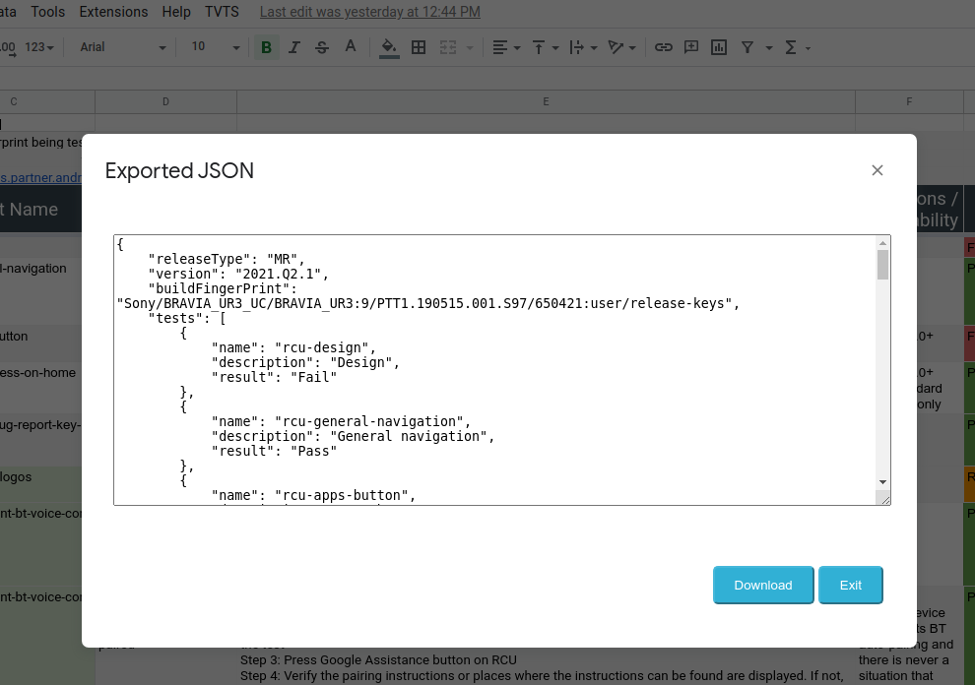 ata Tools Extensions Help TVTS Last edit was yesterday at 12:44 PM
.00 123 Arial 10 B I S A
C D E F
rprint being tes
s.partner.andr
t Name
ons /
ability
Exported JSON
{
"releaseType": "MR",
"version": "2021.Q2.1",
"buildFingerPrint":
"Sony/BRAVIA_UR3_UC/BRAVIA_UR3:9/PTT1.190515.001.S97/650421:user/release-keys",
"tests": [
{
"name": "rcu-design",
"description": "Design",
"result": "Fail"
},
{
"name": "rcu-general-navigation",
"description": "General navigation",
"result": "Pass"
},
{
"name": "rcu-apps-button",
Download Exit
l-navigation
utton
ess-on-home
ug-report-key-
logos
nt-bt-voice-cor
nt-bt-voice-cor
F
P
0+
F
0+
dard
only
P
P
R
P
P
evice
ts BT
and
there is never a
situation that
Step 3: Press Google Assistance button on RCU
Step 4: Verify the pairing instructions or places where the instructions can be found are displayed. If not,